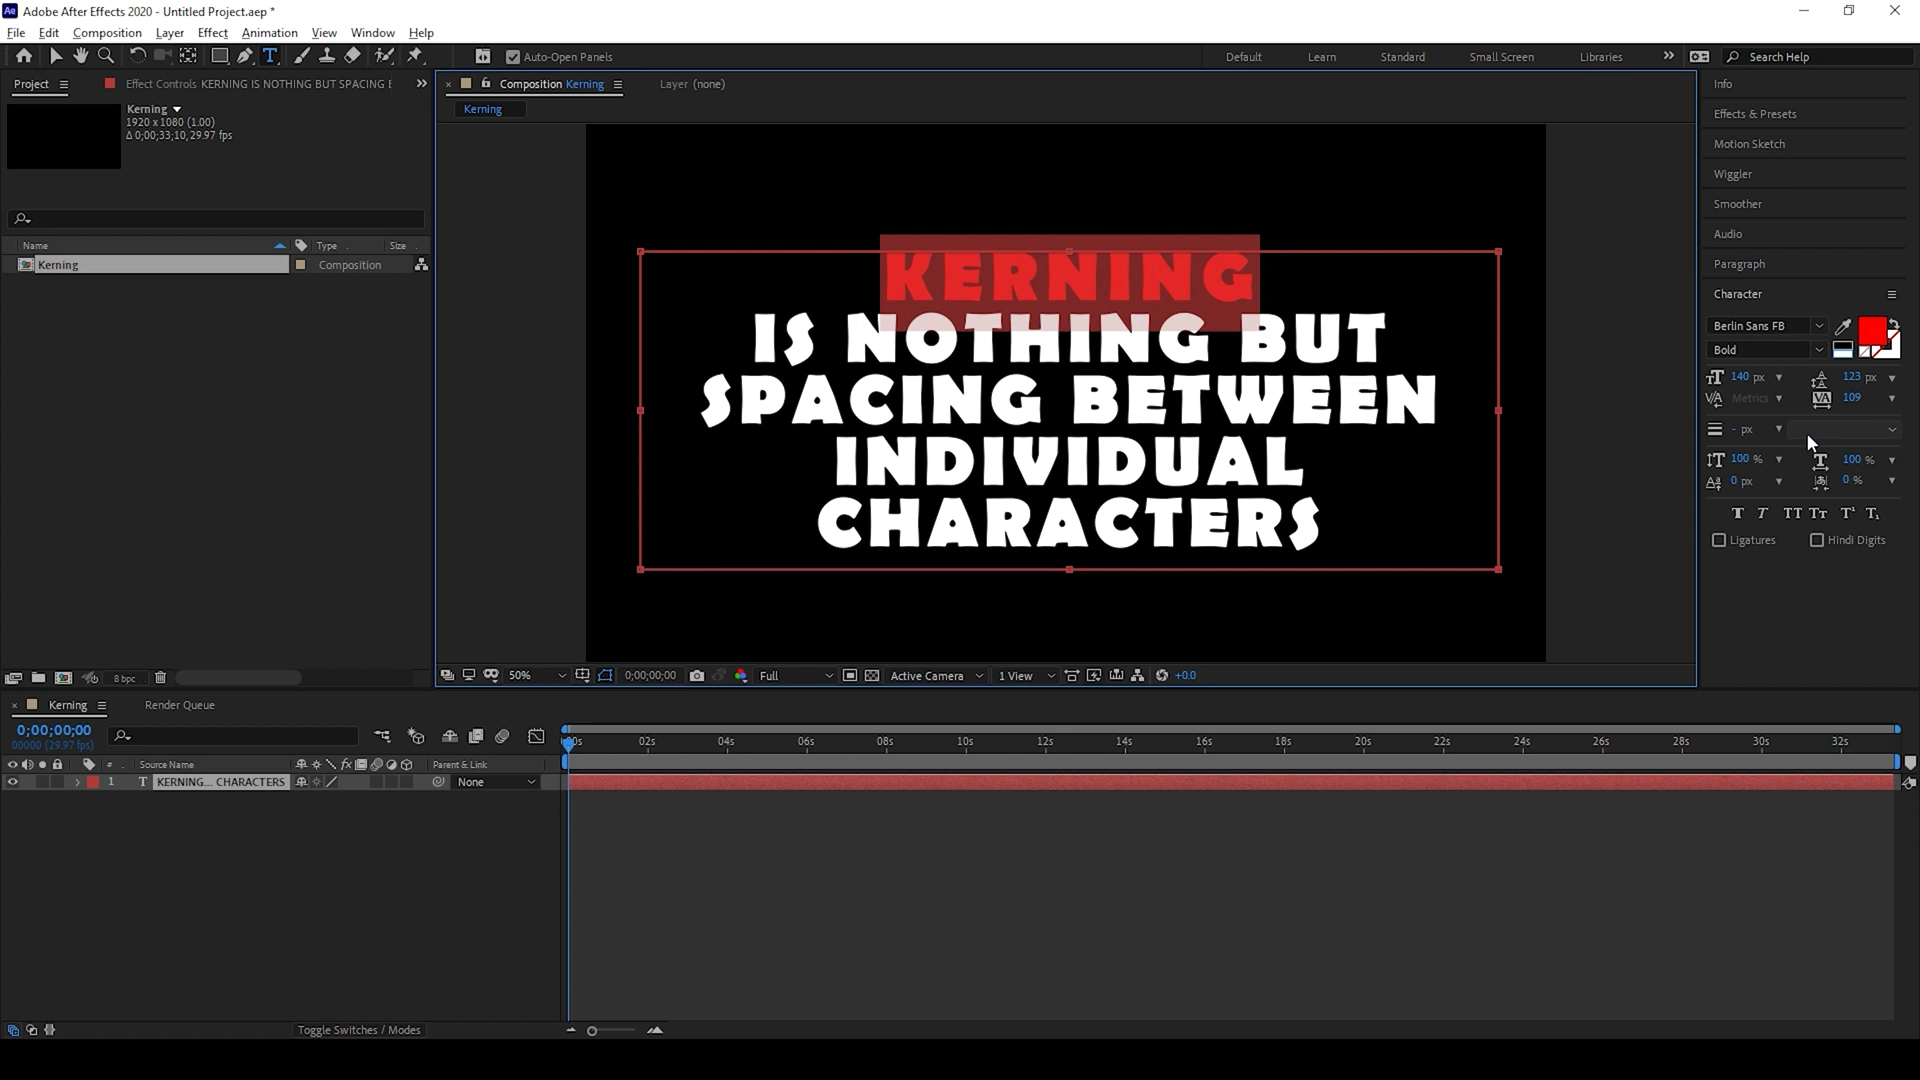 Adobe After Effects 2020 - Untitled Project.aep *
File Edit Composition Layer Effect Animation View Window Help
Auto-Open Panels Default Learn Standard Small Screen Libraries Search Help
Project Effect Controls KERNING IS NOTHING BUT SPACING
Composition Kerning Layer (none)
Kerning
Kerning
1920 x 1080 (1.00)
Δ 0;00;33;10, 29.97 fps
Name Type Size
Kerning Composition
KERNING
IS NOTHING BUT
SPACING BETWEEN
INDIVIDUAL
CHARACTERS
Info
Effects & Presets
Motion Sketch
Wiggler
Smoother
Audio
Paragraph
Character
Berlin Sans FB
Bold
140 px 123 px
Metrics 109
- px
100 % 100 %
0 px 0 %
Ligatures Hindi Digits
8 bpc
50% 0;00;00;00 Full Active Camera 1 View +0.0
Kerning Render Queue
0;00;00;00
00000 (29.97 fps)
02s 04s 06s 08s 10s 12s 14s 16s 18s 20s 22s 24s 26s 28s 30s 32s
# Source Name Parent & Link
1 T KERNING... CHARACTERS None
Toggle Switches / Modes